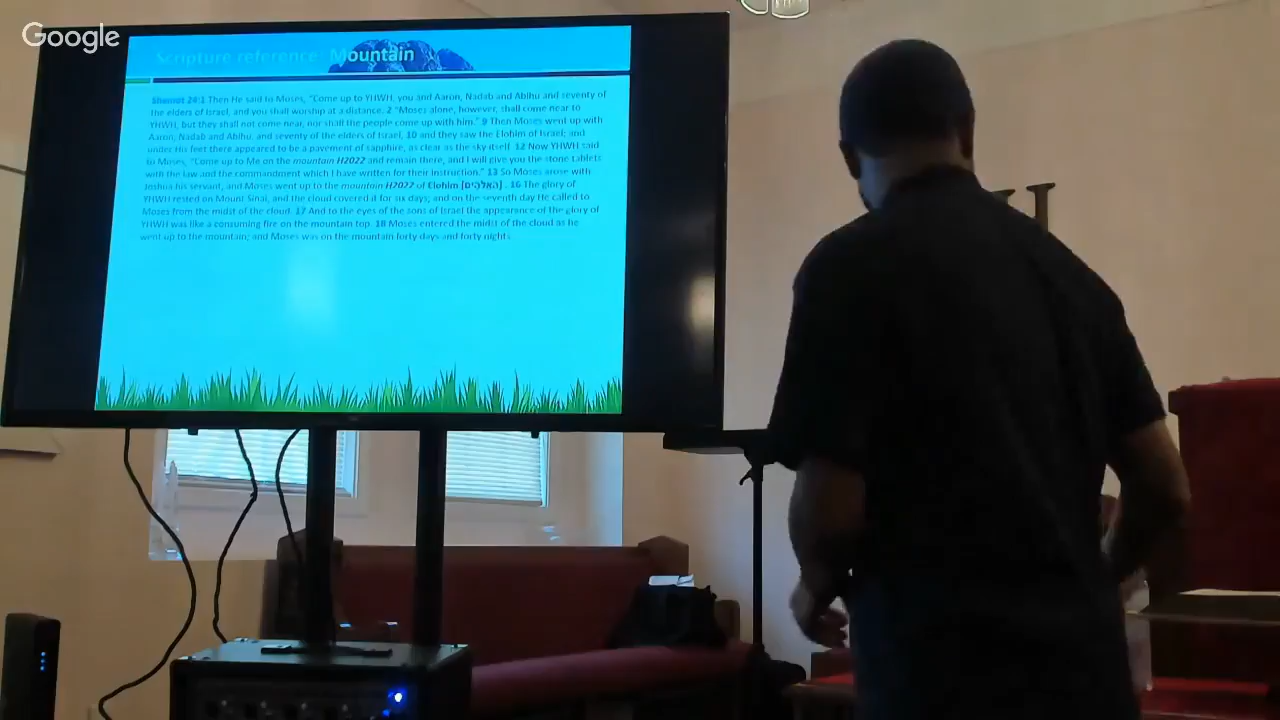 Google
Scripture reference: Mountain
Shemot 24:1 Then He said to Moses, "Come up to YHWH, you and Aaron, Nadab and Abihu and seventy of
the elders of Israel, and you shall worship at a distance. 2 "Moses alone, however, shall come near to
YHWH, but they shall not come near, nor shall the people come up with him." 9 Then Moses went up with
Aaron, Nadab and Abihu, and seventy of the elders of Israel, 10 and they saw the Elohim of Israel; and
under His feet there appeared to be a pavement of sapphire, as clear as the sky itself. 12 Now YHWH said
to Moses, "Come up to Me on the mountain H2022 and remain there, and I will give you the stone tablets
with the law and the commandment which I have written for their instruction." 13 So Moses arose with
Joshua his servant, and Moses went up to the mountain H2022 of Elohim [האלהים] . 16 The glory of
YHWH rested on Mount Sinai, and the cloud covered it for six days; and on the seventh day He called to
Moses from the midst of the cloud. 17 And to the eyes of the sons of Israel the appearance of the glory of
YHWH was like a consuming fire on the mountain top. 18 Moses entered the midst of the cloud as he
went up to the mountain; and Moses was on the mountain forty days and forty nights.